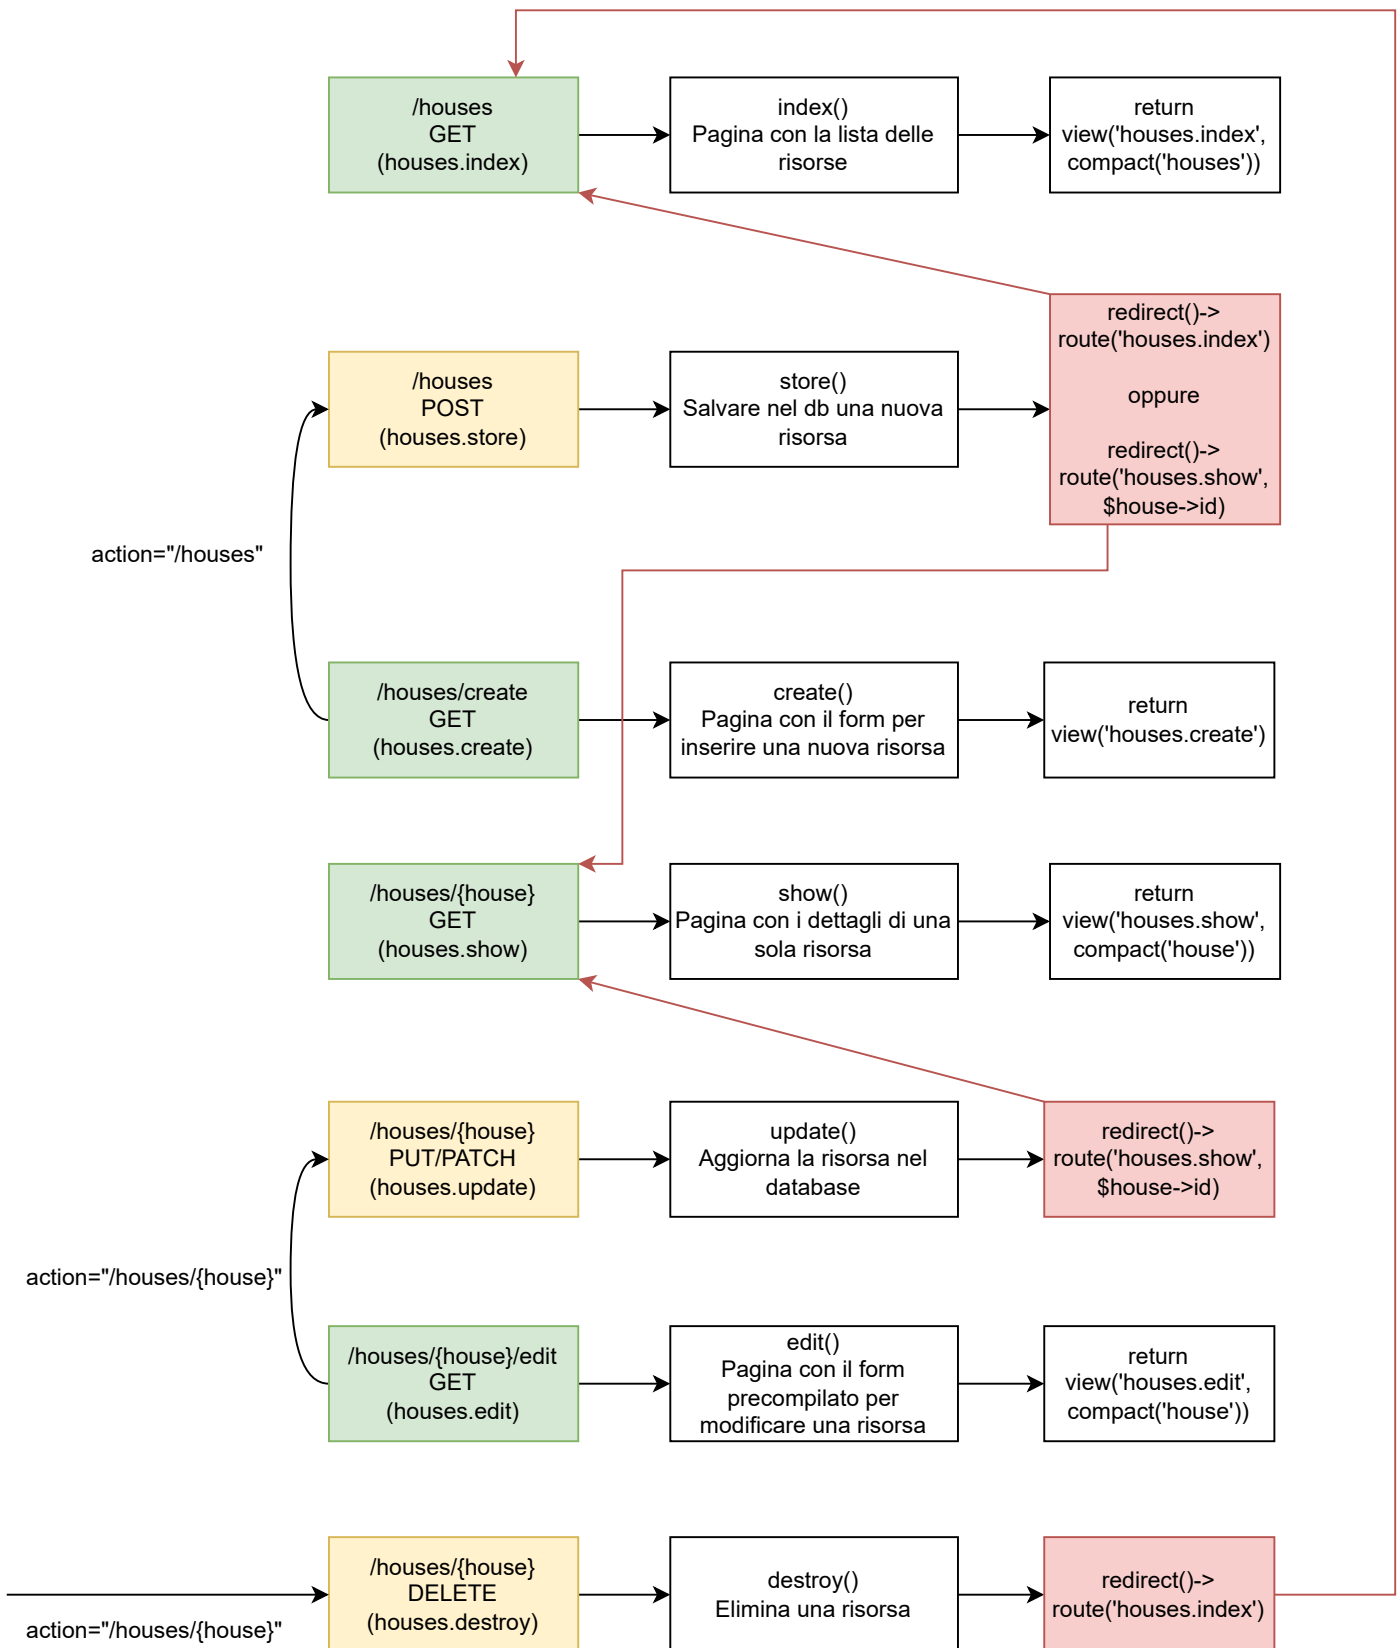 /houses
GET
(houses.index)
index()
Pagina con la lista delle
risorse
return
view('houses.index',
compact('houses'))
redirect()->
route('houses.index')
oppure
redirect()->
route('houses.show',
$house->id)
/houses
POST
(houses.store)
store()
Salvare nel db una nuova
risorsa
action="/houses"
/houses/create
GET
(houses.create)
create()
Pagina con il form per
inserire una nuova risorsa
return
view('houses.create')
/houses/{house}
GET
(houses.show)
show()
Pagina con i dettagli di una
sola risorsa
return
view('houses.show',
compact('house'))
/houses/{house}
PUT/PATCH
(houses.update)
update()
Aggiorna la risorsa nel
database
redirect()->
route('houses.show',
$house->id)
action="/houses/{house}"
/houses/{house}/edit
GET
(houses.edit)
edit()
Pagina con il form
precompilato per
modificare una risorsa
return
view('houses.edit',
compact('house'))
/houses/{house}
DELETE
(houses.destroy)
destroy()
Elimina una risorsa
redirect()->
route('houses.index')
action="/houses/{house}"